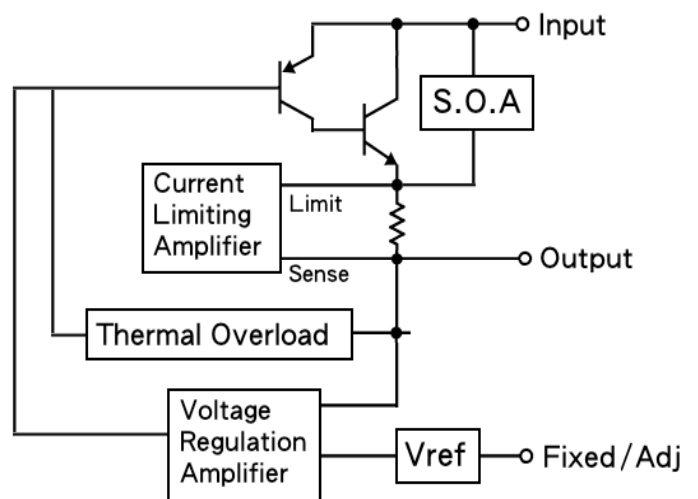 Input
S.O.A
Current
Limiting
Amplifier
Limit
Sense
Output
Thermal Overload
Voltage
Regulation
Amplifier
Vref
Fixed/Adj